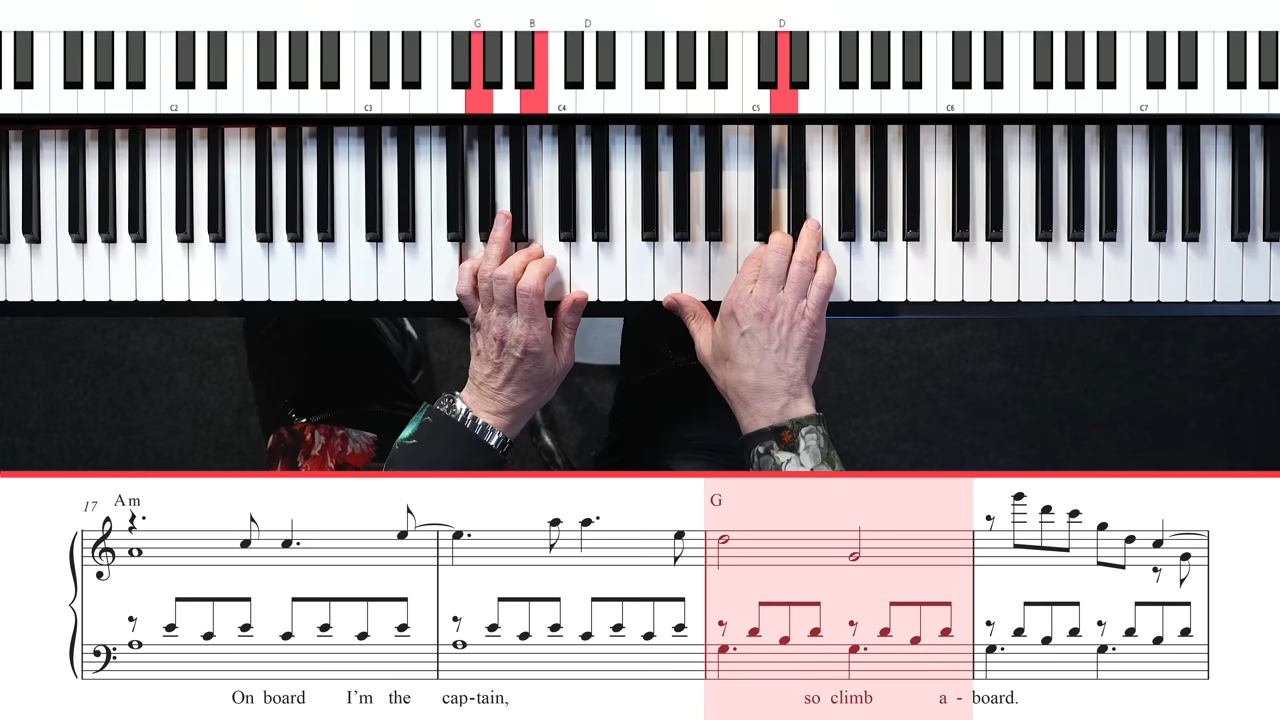 G B D D
C2 C3 C4 C5 C6 C7
17 Am G
On board I'm the cap-tain, so climb a - board.